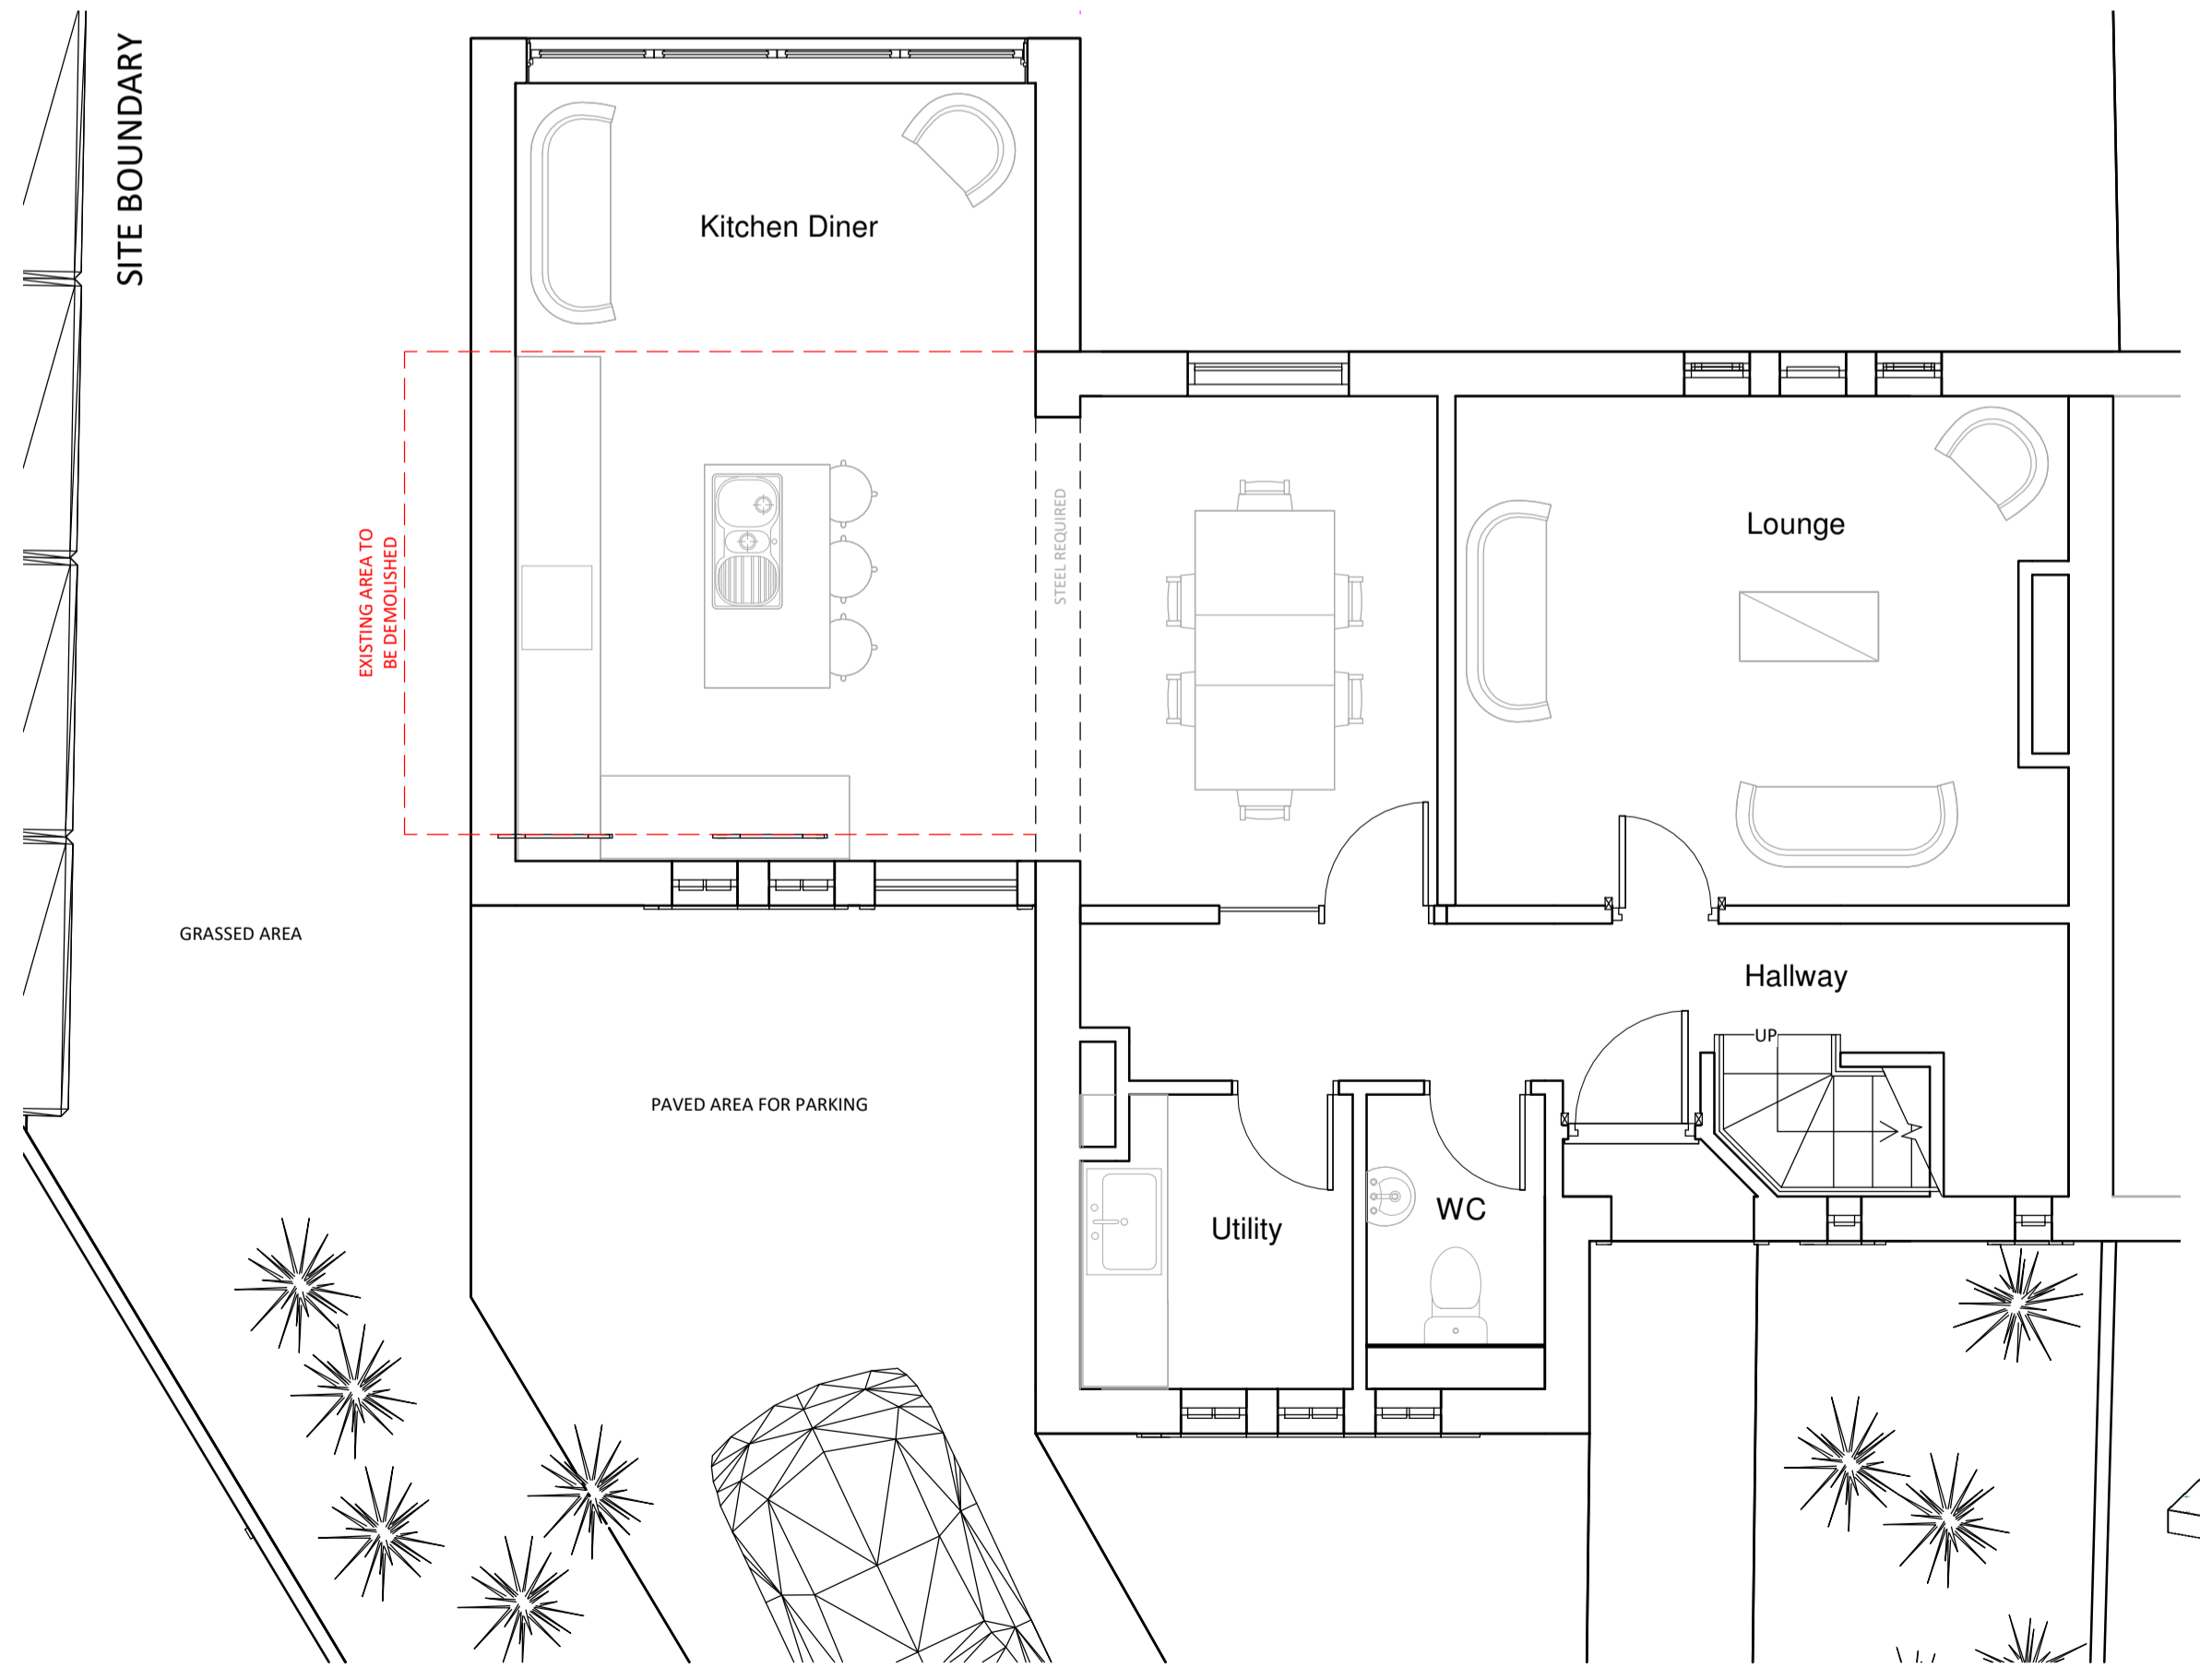 SITE BOUNDARY
Kitchen Diner
EXISTING AREA TO
BE DEMOLISHED
STEEL REQUIRED
Lounge
GRASSED AREA
Hallway
UP
PAVED AREA FOR PARKING
Utility
WC